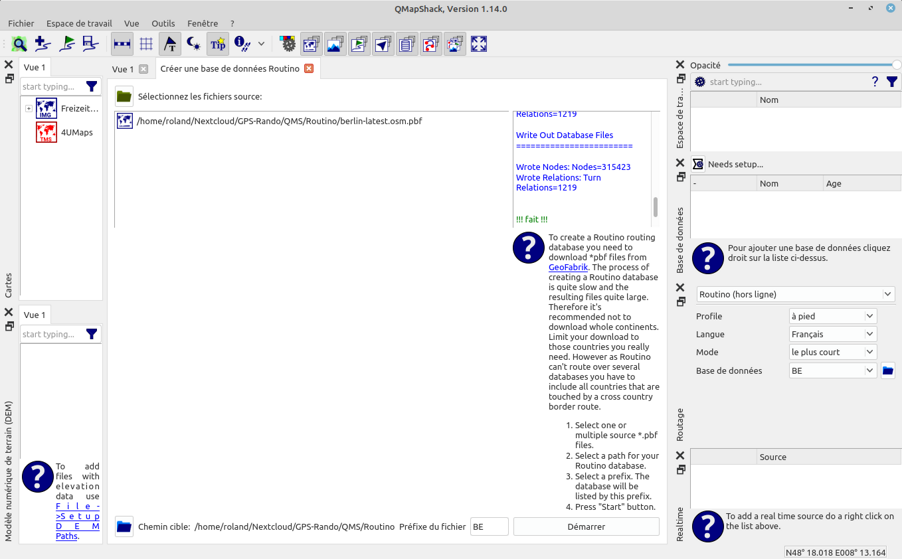 QMapShack, Version 1.14.0
Fichier Espace de travail Vue Outils Fenêtre ?
Vue 1
start typing...
Freizeit...
4UMaps
Cartes
Vue 1
start typing...
To add
files with
elevation
data use
File-
>Setup
DEM
Paths.
Modèle numérique de terrain (DEM)
Vue 1
Créer une base de données Routino
Sélectionnez les fichiers source:
/home/roland/Nextcloud/GPS-Rando/QMS/Routino/berlin-latest.osm.pbf
Relations=1219
Write Out Database Files
========================
Wrote Nodes: Nodes=315423
Wrote Relations: Turn
Relations=1219
!!! fait !!!
To create a Routino routing
database you need to
download *pbf files from
GeoFabrik. The process of
creating a Routino database
is quite slow and the
resulting files quite large.
Therefore it's
recommended not to
download whole continents.
Limit your download to
those countries you really
need. However as Routino
can't route over several
databases you have to
include all countries that are
touched by a cross country
border route.
1. Select one or
multiple source *.pbf
files.
2. Select a path for your
Routino database.
3. Select a prefix. The
database will be
listed by this prefix.
4. Press "Start" button.
Chemin cible: /home/roland/Nextcloud/GPS-Rando/QMS/Routino Préfixe du fichier BE Démarrer
Opacité
start typing...
?
Nom
Espace de tra...
Needs setup...
- Nom Age
Pour ajouter une base de données cliquez
droit sur la liste ci-dessus.
Base de données
Routino (hors ligne)
Profile à pied
Langue Français
Mode le plus court
Base de données BE
Routage
Source
To add a real time source do a right click on
the list above.
Realtime
N48° 18.018 E008° 13.164